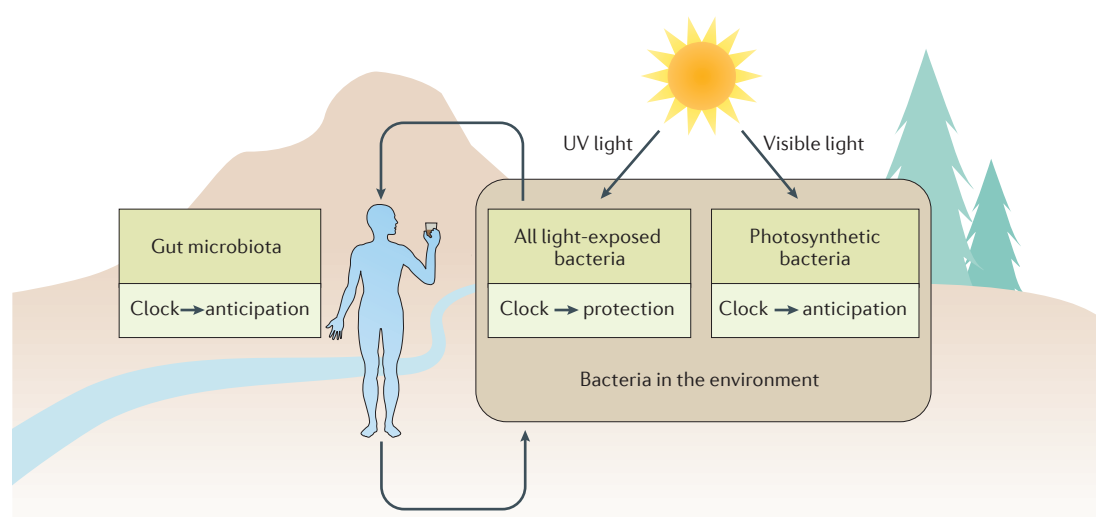 UV light
Visible light
Gut microbiota
Clock→anticipation
All light-exposed
bacteria
Clock → protection
Photosynthetic
bacteria
Clock → anticipation
Bacteria in the environment